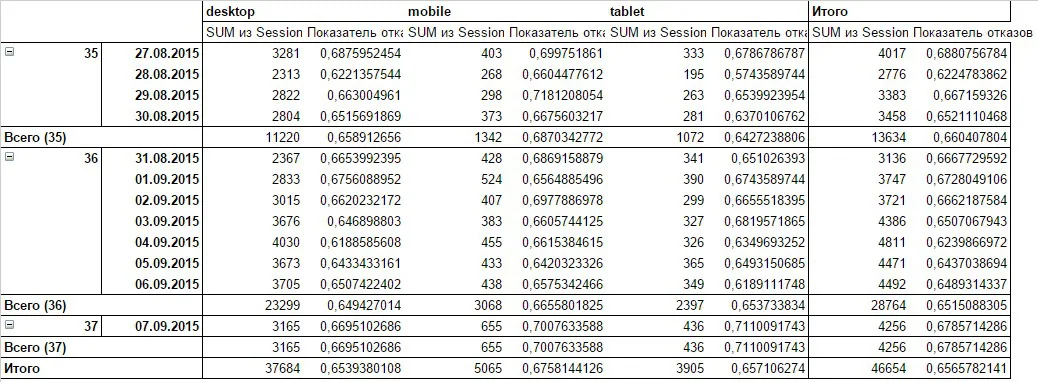 desktop mobile tablet Итого
SUM из Session Показатель отка SUM из Session Показатель отка SUM из Session Показатель отка SUM из Session Показатель отказов
35 27.08.2015 3281 0,6875952454 403 0,699751861 333 0,6786786787 4017 0,6880756784
28.08.2015 2313 0,6221357544 268 0,6604477612 195 0,5743589744 2776 0,6224783862
29.08.2015 2822 0,663004961 298 0,7181208054 263 0,6539923954 3383 0,667159326
30.08.2015 2804 0,6515691869 373 0,6675603217 281 0,6370106762 3458 0,6521110468
Всего (35) 11220 0,658912656 1342 0,6870342772 1072 0,6427238806 13634 0,660407804
36 31.08.2015 2367 0,6653992395 428 0,6869158879 341 0,651026393 3136 0,6667729592
01.09.2015 2833 0,6756088952 524 0,6564885496 390 0,6743589744 3747 0,6728049106
02.09.2015 3015 0,6620232172 407 0,6977886978 299 0,6655518395 3721 0,6662187584
03.09.2015 3676 0,646898803 383 0,6605744125 327 0,6819571865 4386 0,6507067943
04.09.2015 4030 0,6188585608 455 0,6615384615 326 0,6349693252 4811 0,6239866972
05.09.2015 3673 0,6433433161 433 0,6420323326 365 0,6493150685 4471 0,6437038694
06.09.2015 3705 0,6507422402 438 0,6575342466 349 0,6189111748 4492 0,6489314337
Всего (36) 23299 0,649427014 3068 0,6655801825 2397 0,653733834 28764 0,6515088305
37 07.09.2015 3165 0,6695102686 655 0,7007633588 436 0,7110091743 4256 0,6785714286
Всего (37) 3165 0,6695102686 655 0,7007633588 436 0,7110091743 4256 0,6785714286
Итого 37684 0,6539380108 5065 0,6758144126 3905 0,657106274 46654 0,6565782141